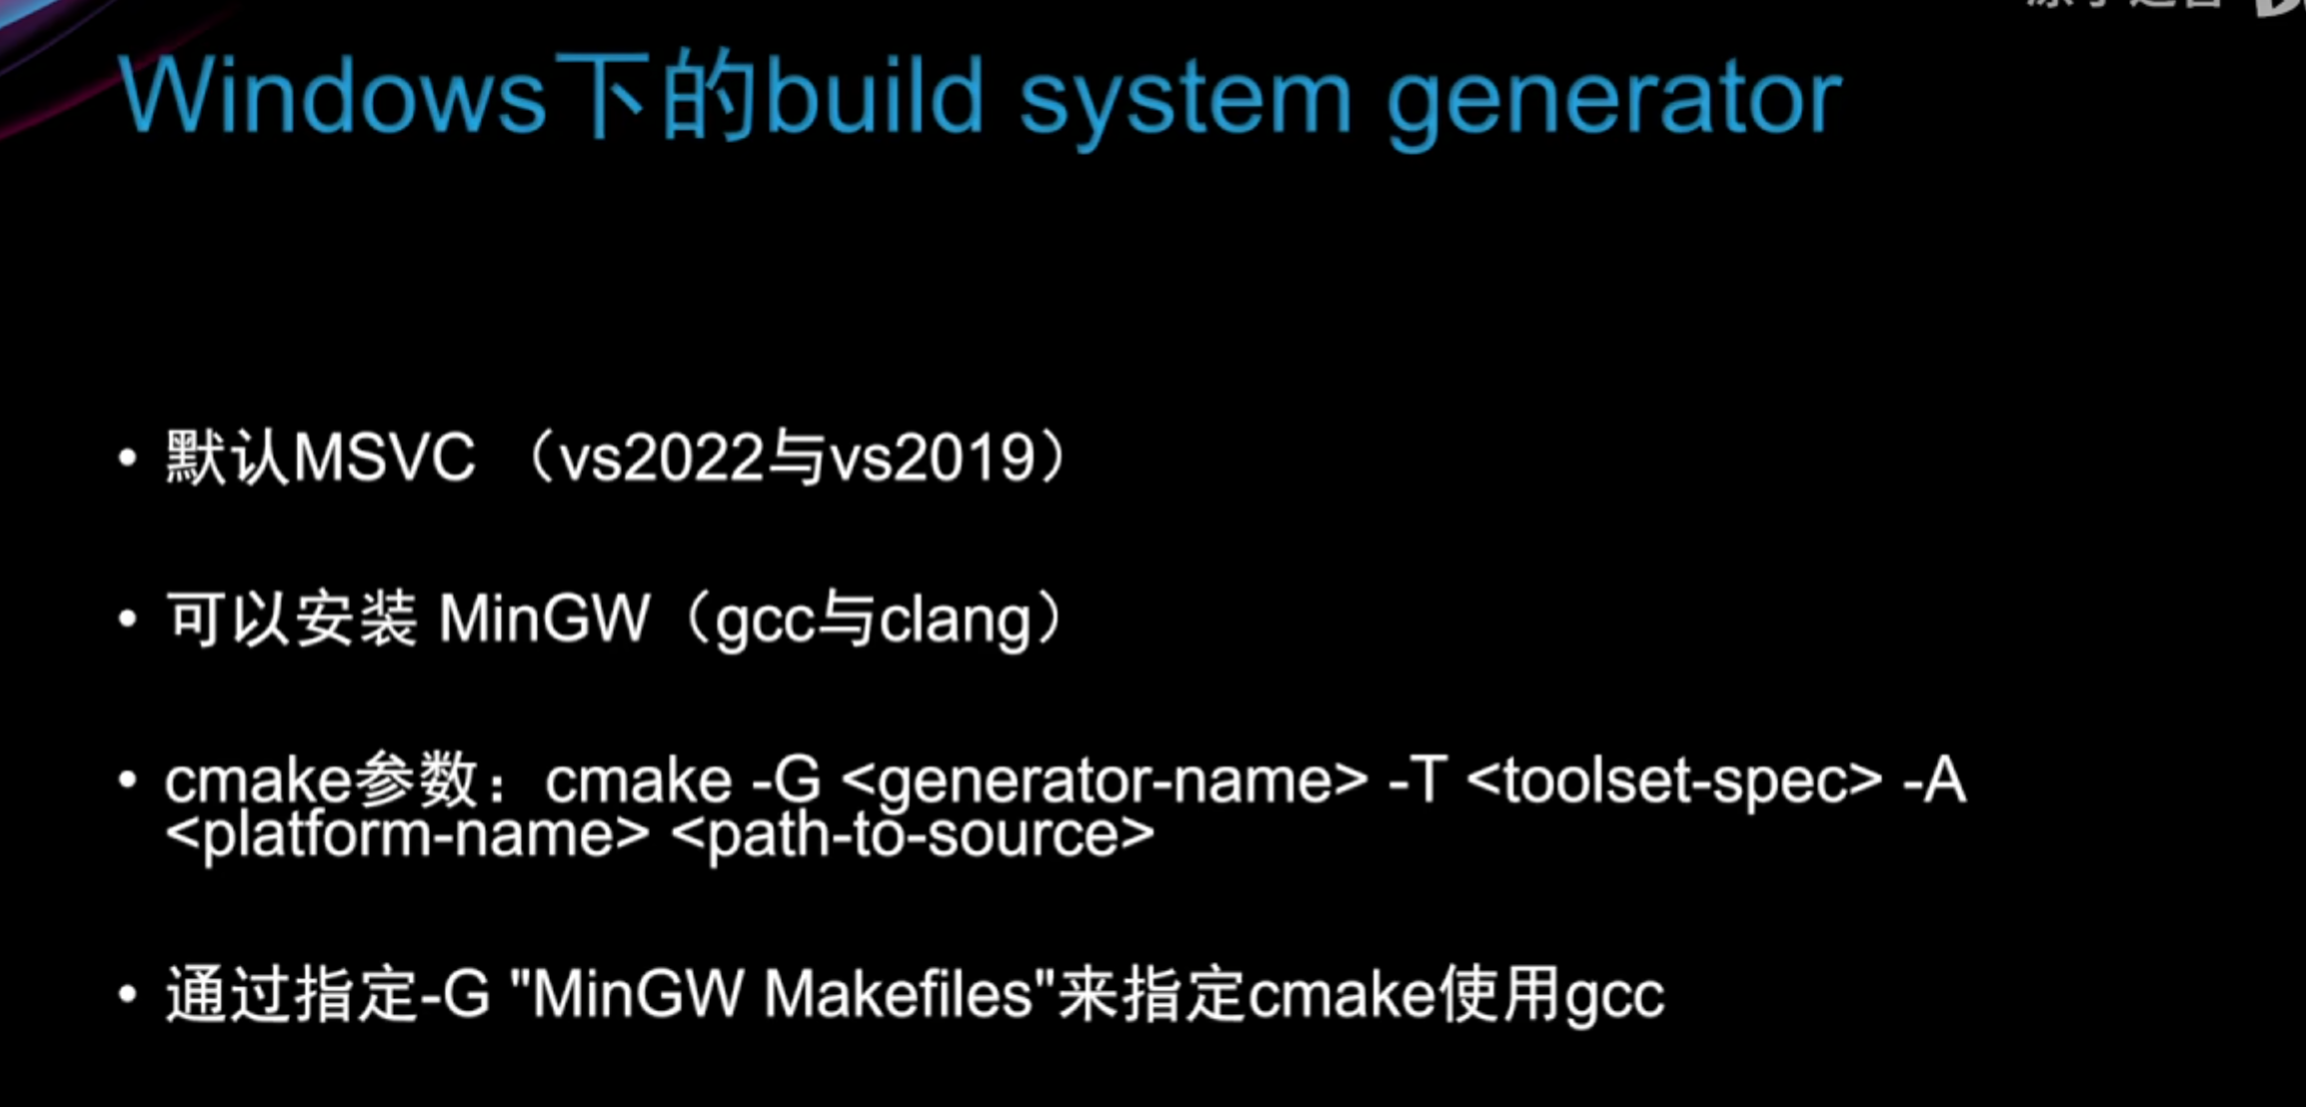 Windows下的build system generator
• 默认MSVC （vs2022与vs2019）
• 可以安装 MinGW（gcc与clang）
• cmake参数：cmake -G <generator-name> -T <toolset-spec> -A
<platform-name> <path-to-source>
• 通过指定-G "MinGW Makefiles"来指定cmake使用gcc